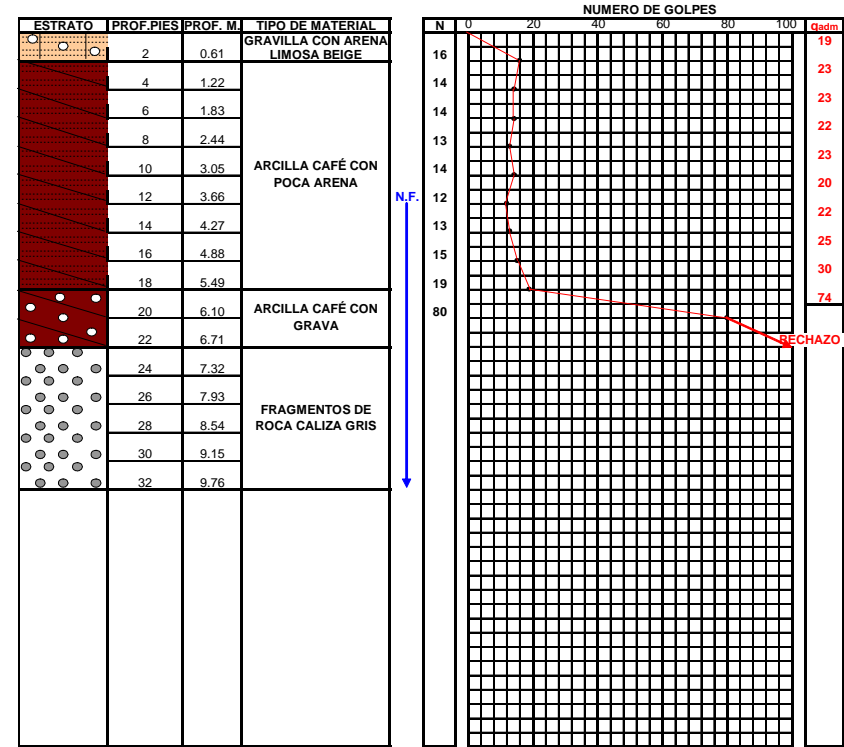 NUMERO DE GOLPES
ESTRATO PROF.PIES PROF. M. TIPO DE MATERIAL N 0 20 40 60 80 100 qadm
GRAVILLA CON ARENA
LIMOSA BEIGE
2 0.61 16 19
4 1.22 14 23
6 1.83 14 23
8 2.44 13 22
10 3.05 14 23
ARCILLA CAFÉ CON
POCA ARENA
12 3.66 N.F. 12 20
14 4.27 13 22
16 4.88 15 25
18 5.49 19 30
20 6.10 80 74
ARCILLA CAFÉ CON
GRAVA
22 6.71 RECHAZO
24 7.32
26 7.93
FRAGMENTOS DE
ROCA CALIZA GRIS
28 8.54
30 9.15
32 9.76